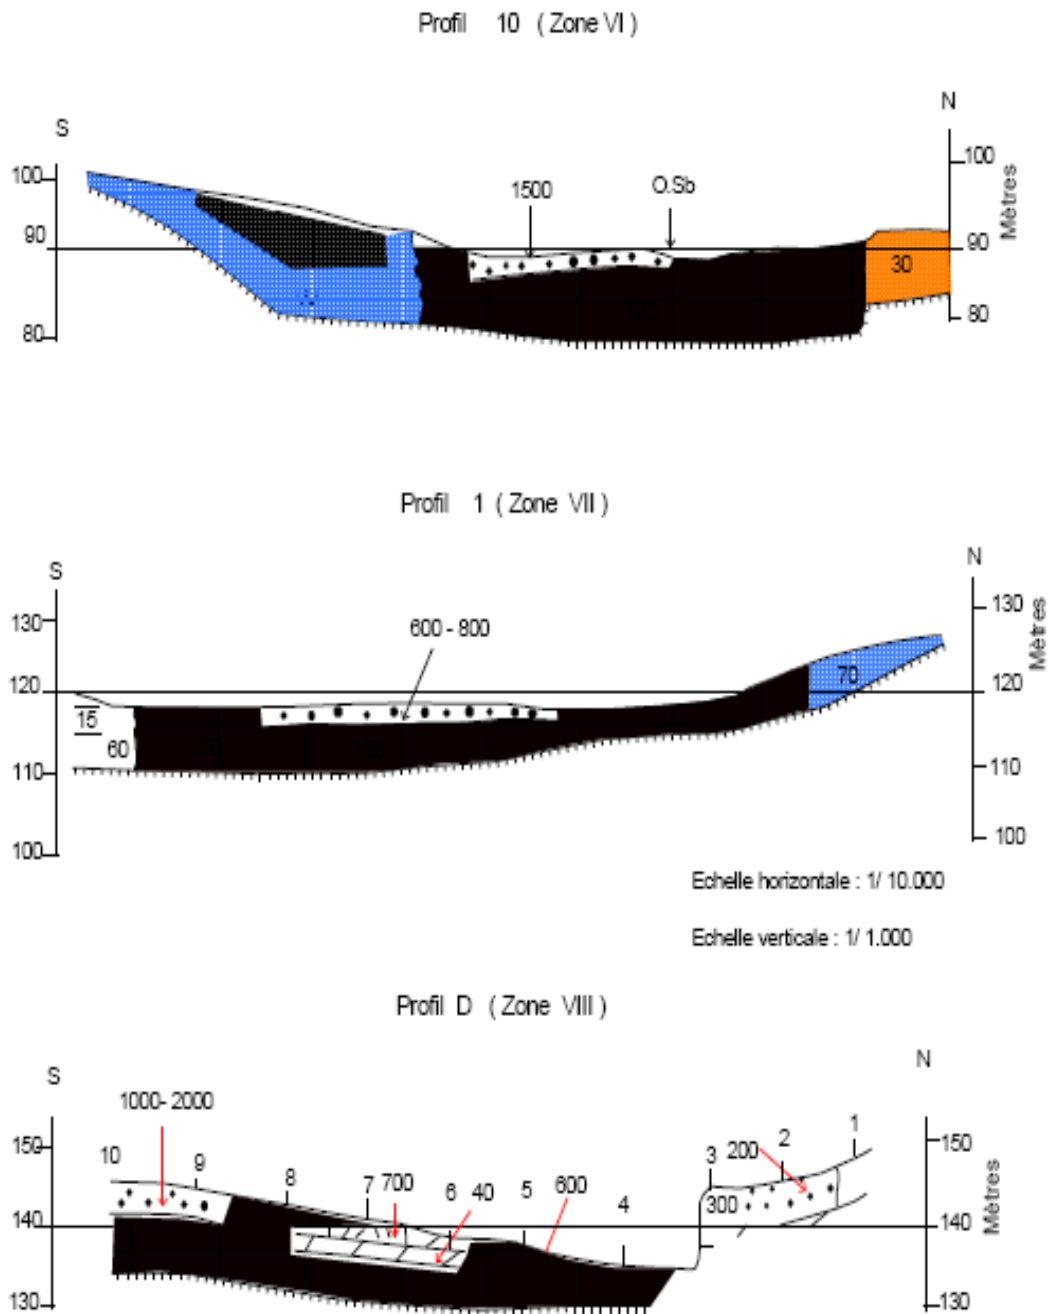 Profil 10 ( Zone VI )
S N
100 100
1500 O.Sb
Mètres
90 90
30
80 80
Profil 1 ( Zone VII )
S N
130 130
Mètres
600 - 800
120 120
70
15
60
110 110
100 100
Echelle horizontale : 1/ 10.000
Echelle verticale : 1/ 1.000
Profil D ( Zone VIII )
S N
1000- 2000
150 150
10 9 8 7 700 6 40 5 600 4 3 200 2 1
300
Mètres
140 140
130 130